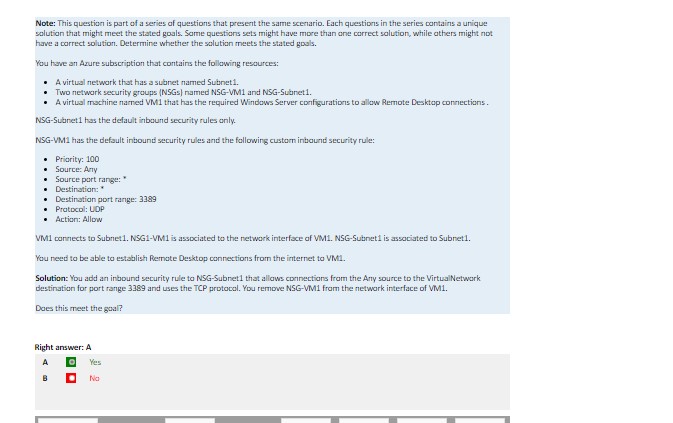 Note: This question is part of a series of questions that present the same scenario. Each questions in the series contains a unique
solution that might meet the stated goals. Some questions sets might have more than one correct solution, while others might not
have a correct solution. Determine whether the solution meets the stated goals.
You have an Azure subscription that contains the following resources:
• A virtual network that has a subnet named Subnet1.
• Two network security groups (NSGs) named NSG-VM1 and NSG-Subnet1.
• A virtual machine named VM1 that has the required Windows Server configurations to allow Remote Desktop connections .
NSG-Subnet1 has the default inbound security rules only.
NSG-VM1 has the default inbound security rules and the following custom inbound security rule:
• Priority: 100
• Source: Any
• Source port range: *
• Destination: *
• Destination port range: 3389
• Protocol: UDP
• Action: Allow
VM1 connects to Subnet1. NSG1-VM1 is associated to the network interface of VM1. NSG-Subnet1 is associated to Subnet1.
You need to be able to establish Remote Desktop connections from the internet to VM1.
Solution: You add an inbound security rule to NSG-Subnet1 that allows connections from the Any source to the VirtualNetwork
destination for port range 3389 and uses the TCP protocol. You remove NSG-VM1 from the network interface of VM1.
Does this meet the goal?
Right answer: A
A Yes
B No